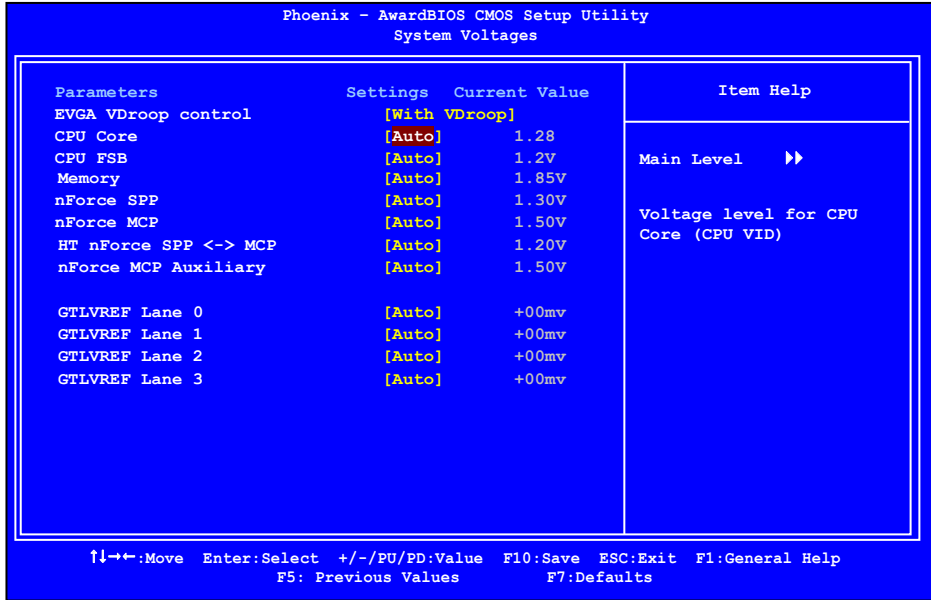 Phoenix – AwardBIOS CMOS Setup Utility
System Voltages
Parameters Settings Current Value
EVGA VDroop control [With VDroop]
CPU Core [Auto] 1.28
CPU FSB [Auto] 1.2V
Memory [Auto] 1.85V
nForce SPP [Auto] 1.30V
nForce MCP [Auto] 1.50V
HT nForce SPP <-> MCP [Auto] 1.20V
nForce MCP Auxiliary [Auto] 1.50V
GTLVREF Lane 0 [Auto] +00mv
GTLVREF Lane 1 [Auto] +00mv
GTLVREF Lane 2 [Auto] +00mv
GTLVREF Lane 3 [Auto] +00mv
Item Help
Main Level
Voltage level for CPU
Core (CPU VID)
↑↓→←:Move Enter:Select +/-/PU/PD:Value F10:Save ESC:Exit F1:General Help
F5: Previous Values F7:Defaults